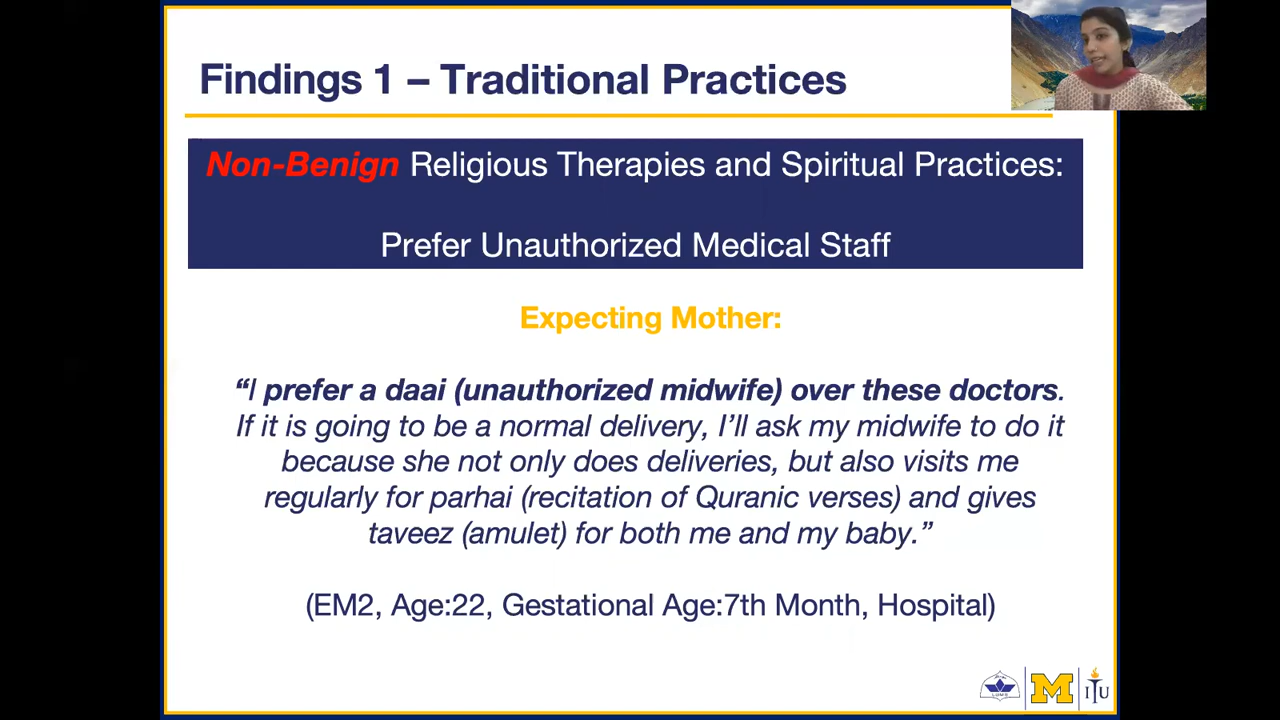 Findings 1 – Traditional Practices
Non-Benign Religious Therapies and Spiritual Practices:
Prefer Unauthorized Medical Staff
Expecting Mother:
“I prefer a daai (unauthorized midwife) over these doctors.
If it is going to be a normal delivery, I’ll ask my midwife to do it
because she not only does deliveries, but also visits me
regularly for parhai (recitation of Quranic verses) and gives
taveez (amulet) for both me and my baby.”
(EM2, Age:22, Gestational Age:7th Month, Hospital)
LUMS
M
ITU